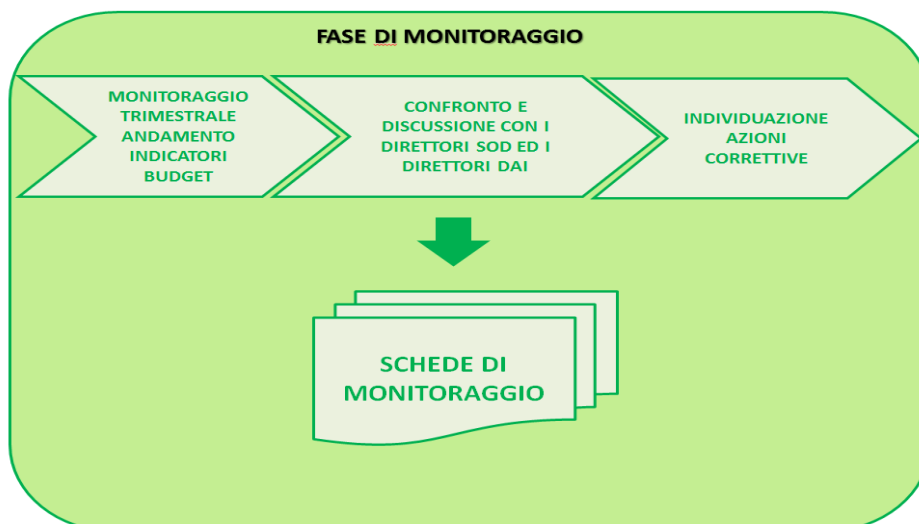 FASE DI MONITORAGGIO
MONITORAGGIO
TRIMESTRALE
ANDAMENTO
INDICATORI
BUDGET
CONFRONTO E
DISCUSSIONE CON I
DIRETTORI SOD ED I
DIRETTORI DAI
INDIVIDUAZIONE
AZIONI
CORRETTIVE
SCHEDE DI
MONITORAGGIO